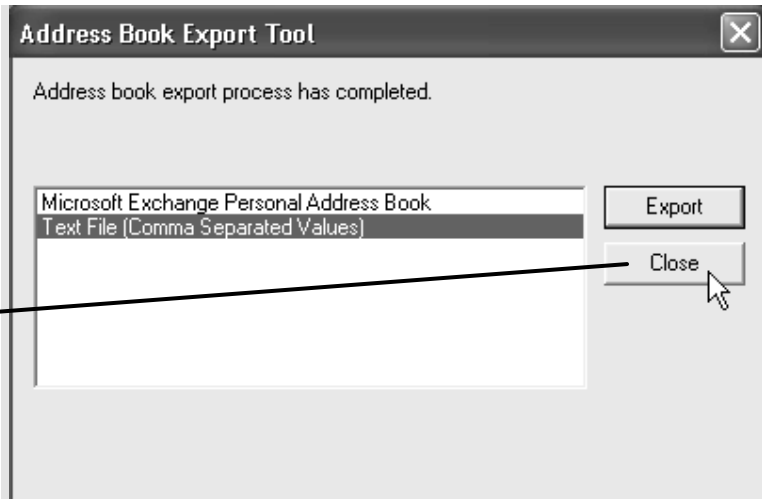 Address Book Export Tool
Address book export process has completed.
Microsoft Exchange Personal Address Book
Text File (Comma Separated Values)
Export
Close